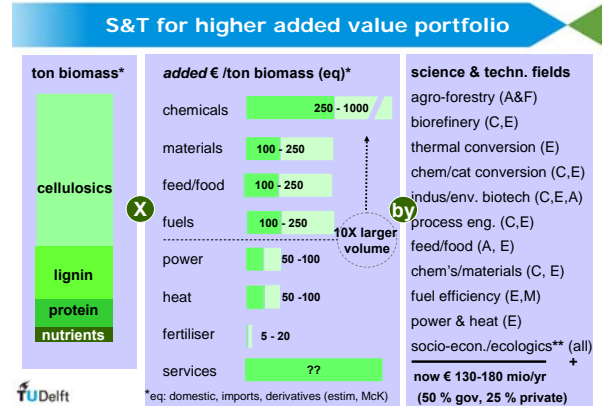 S&T for higher added value portfolio
ton biomass*
cellulosics
lignin
protein
nutrients
X
added € /ton biomass (eq)*
chemicals 250 - 1000
materials 100 - 250
feed/food 100 - 250
fuels 100 - 250
10X larger
volume
power 50 -100
heat 50 -100
fertiliser 5 - 20
services ??
*eq: domestic, imports, derivatives (estim, McK)
by
science & techn. fields
agro-forestry (A&F)
biorefinery (C,E)
thermal conversion (E)
chem/cat conversion (C,E)
indus/env. biotech (C,E,A)
process eng. (C,E)
feed/food (A, E)
chem's/materials (C, E)
fuel efficiency (E,M)
power & heat (E)
socio-econ./ecologics** (all)
+
now € 130-180 mio/yr
(50 % gov, 25 % private)
TUDelft